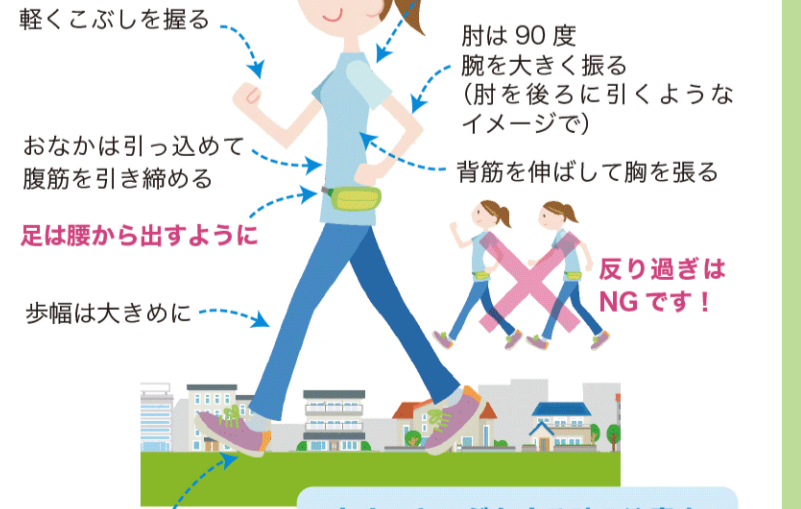 軽くこぶしを握る
肘は 90 度
腕を大きく振る
（肘を後ろに引くような
イメージで）
おなかは引っ込めて
腹筋を引き締める
背筋を伸ばして胸を張る
足は腰から出すように
反り過ぎは
NG です！
歩幅は大きめに